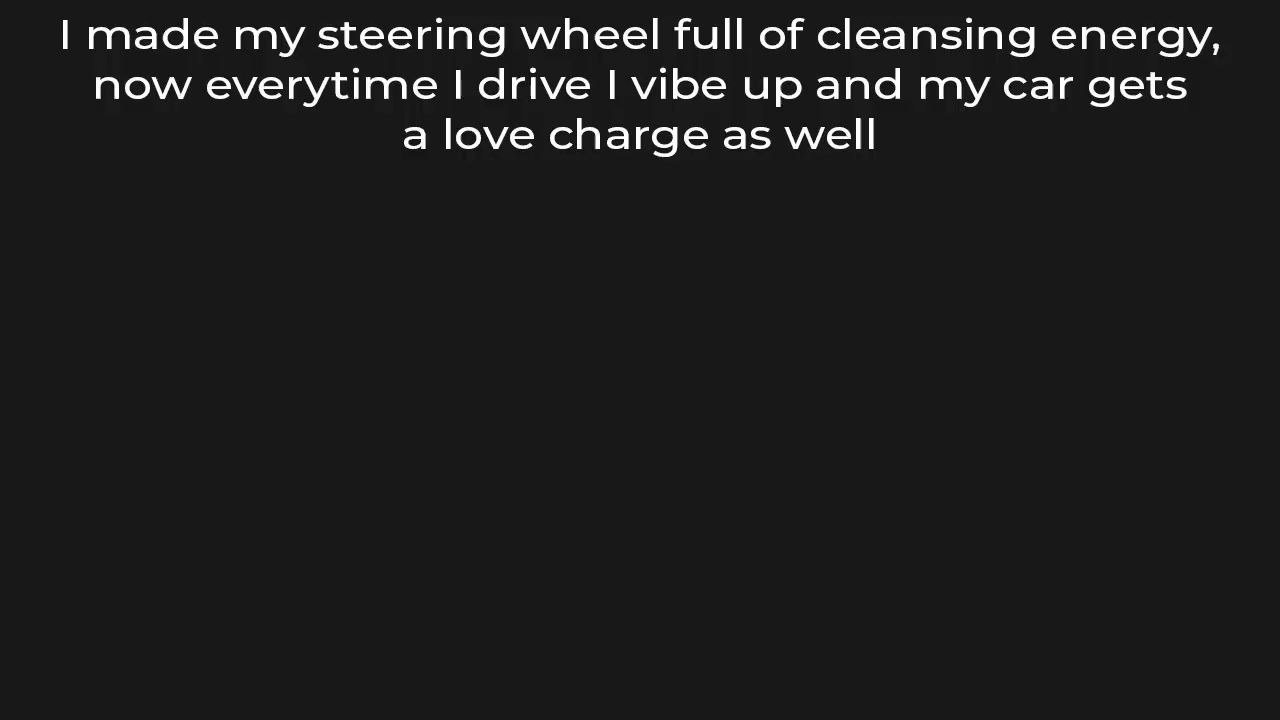 I made my steering wheel full of cleansing energy,
now everytime I drive I vibe up and my car gets
a love charge as well